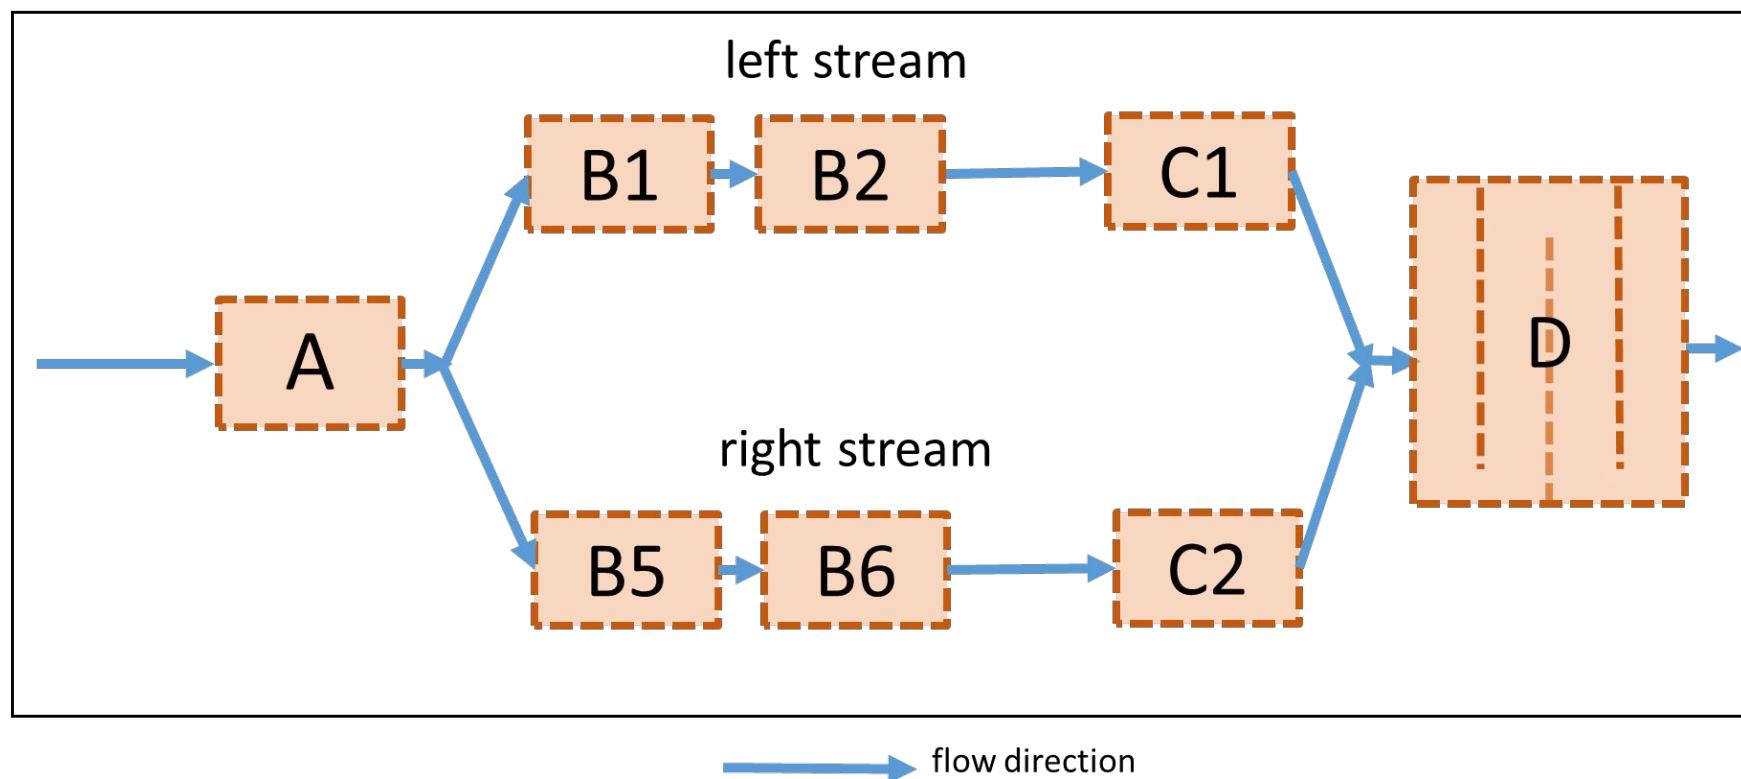 left stream
B1 B2 C1
A
D
right stream
B5 B6 C2
flow direction